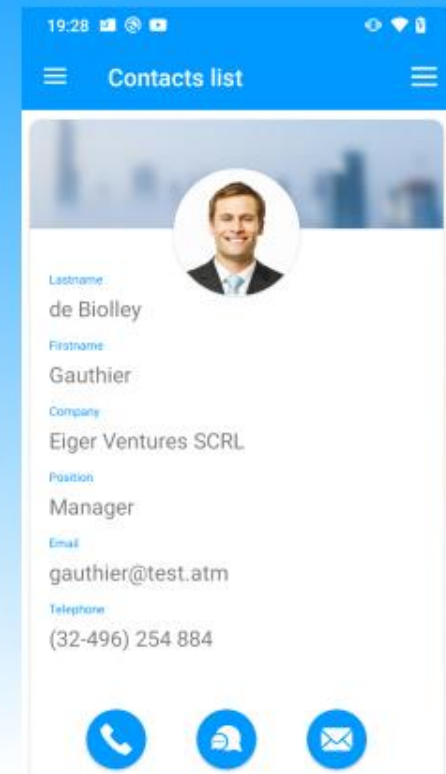 19:28
Contacts list
Lastname
de Biolley
Firstname
Gauthier
Company
Eiger Ventures SCRL
Position
Manager
Email
gauthier@test.atm
Telephone
(32-496) 254 884